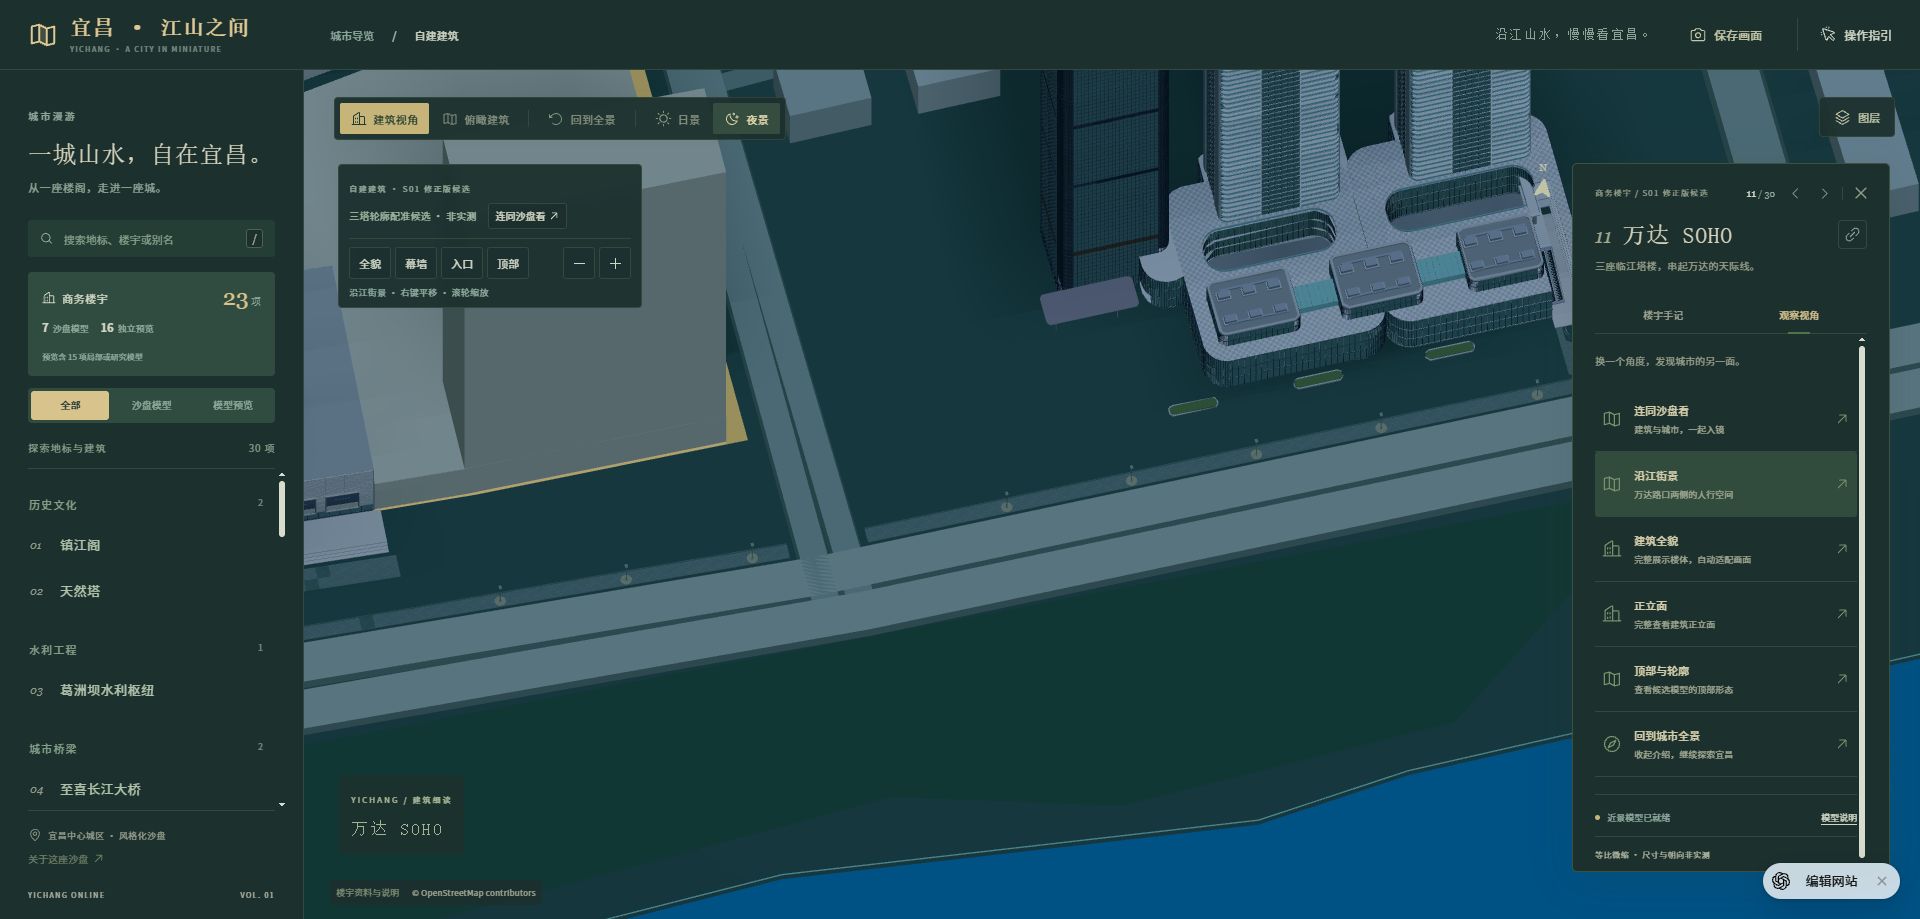 宜昌 · 江山之间
YICHANG · A CITY IN MINIATURE
城市导览 / 自建建筑
沿江山水，慢慢看宜昌。
保存画面
操作指引
城市漫游
一城山水，自在宜昌。
从一座楼阁，走进一座城。
搜索地标、楼宇或别名 /
商务楼宇 23 项
7 沙盘模型 16 独立预览
预览含 15 项局部或研究模型
全部 沙盘模型 模型预览
探索地标与建筑 30 项
历史文化 2
01 镇江阁
02 天然塔
水利工程 1
03 葛洲坝水利枢纽
城市桥梁 2
04 至喜长江大桥
宜昌中心城区 · 风格化沙盘
关于这座沙盘
YICHANG ONLINE VOL. 01
建筑视角 俯瞰建筑 回到全景 日景 夜景
自建建筑 · S01 修正版候选
三塔轮廓配准候选 · 非实测 连同沙盘看
全貌 幕墙 入口 顶部 − +
沿江街景 · 右键平移 · 滚轮缩放
YICHANG / 建筑细读
万达 SOHO
楼宇资料与说明 © OpenStreetMap contributors
图层
N
商务楼宇 / S01 修正版候选 11 / 30
11 万达 SOHO
三座临江塔楼，串起万达的天际线。
楼宇手记 观察视角
换一个角度，发现城市的另一面。
连同沙盘看
建筑与城市，一起入镜
沿江街景
万达路口两侧的人行空间
建筑全貌
完整展示楼体，自动适配画面
正立面
完整查看建筑正立面
顶部与轮廓
查看候选模型的顶部形态
回到城市全景
收起介绍，继续探索宜昌
近景模型已就绪 模型说明
等比微缩 · 尺寸与朝向非实测
编辑网站